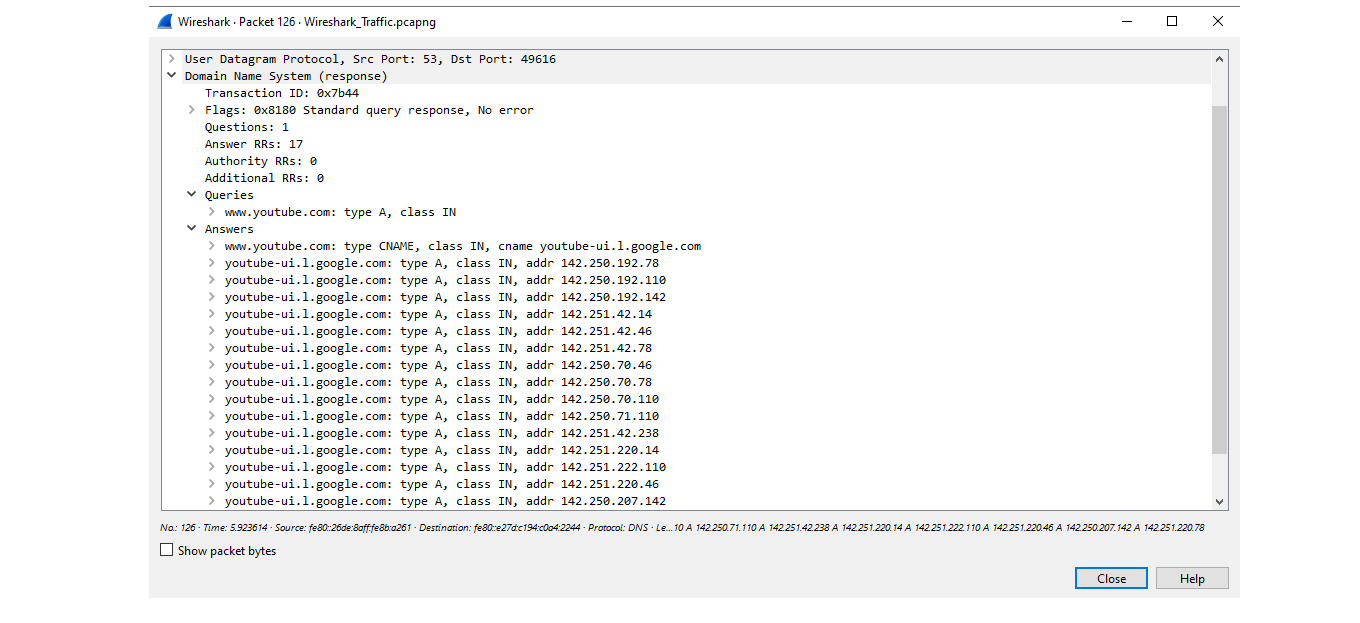 Wireshark · Packet 126 · Wireshark_Traffic.pcapng
User Datagram Protocol, Src Port: 53, Dst Port: 49616
Domain Name System (response)
Transaction ID: 0x7b44
Flags: 0x8180 Standard query response, No error
Questions: 1
Answer RRs: 17
Authority RRs: 0
Additional RRs: 0
Queries
www.youtube.com: type A, class IN
Answers
www.youtube.com: type CNAME, class IN, cname youtube-ui.l.google.com
youtube-ui.l.google.com: type A, class IN, addr 142.250.192.78
youtube-ui.l.google.com: type A, class IN, addr 142.250.192.110
youtube-ui.l.google.com: type A, class IN, addr 142.250.192.142
youtube-ui.l.google.com: type A, class IN, addr 142.251.42.14
youtube-ui.l.google.com: type A, class IN, addr 142.251.42.46
youtube-ui.l.google.com: type A, class IN, addr 142.251.42.78
youtube-ui.l.google.com: type A, class IN, addr 142.250.70.46
youtube-ui.l.google.com: type A, class IN, addr 142.250.70.78
youtube-ui.l.google.com: type A, class IN, addr 142.250.70.110
youtube-ui.l.google.com: type A, class IN, addr 142.250.71.110
youtube-ui.l.google.com: type A, class IN, addr 142.251.42.238
youtube-ui.l.google.com: type A, class IN, addr 142.251.220.14
youtube-ui.l.google.com: type A, class IN, addr 142.251.222.110
youtube-ui.l.google.com: type A, class IN, addr 142.251.220.46
youtube-ui.l.google.com: type A, class IN, addr 142.250.207.142
No.: 126 · Time: 5.923614 · Source: fe80::26de:8aff:fe8b:a261 · Destination: fe80::e27d:c194:c0a4:2244 · Protocol: DNS · Le...10 A 142.250.71.110 A 142.251.42.238 A 142.251.220.14 A 142.251.222.110 A 142.251.220.46 A 142.250.207.142 A 142.251.220.78
Show packet bytes
Close Help